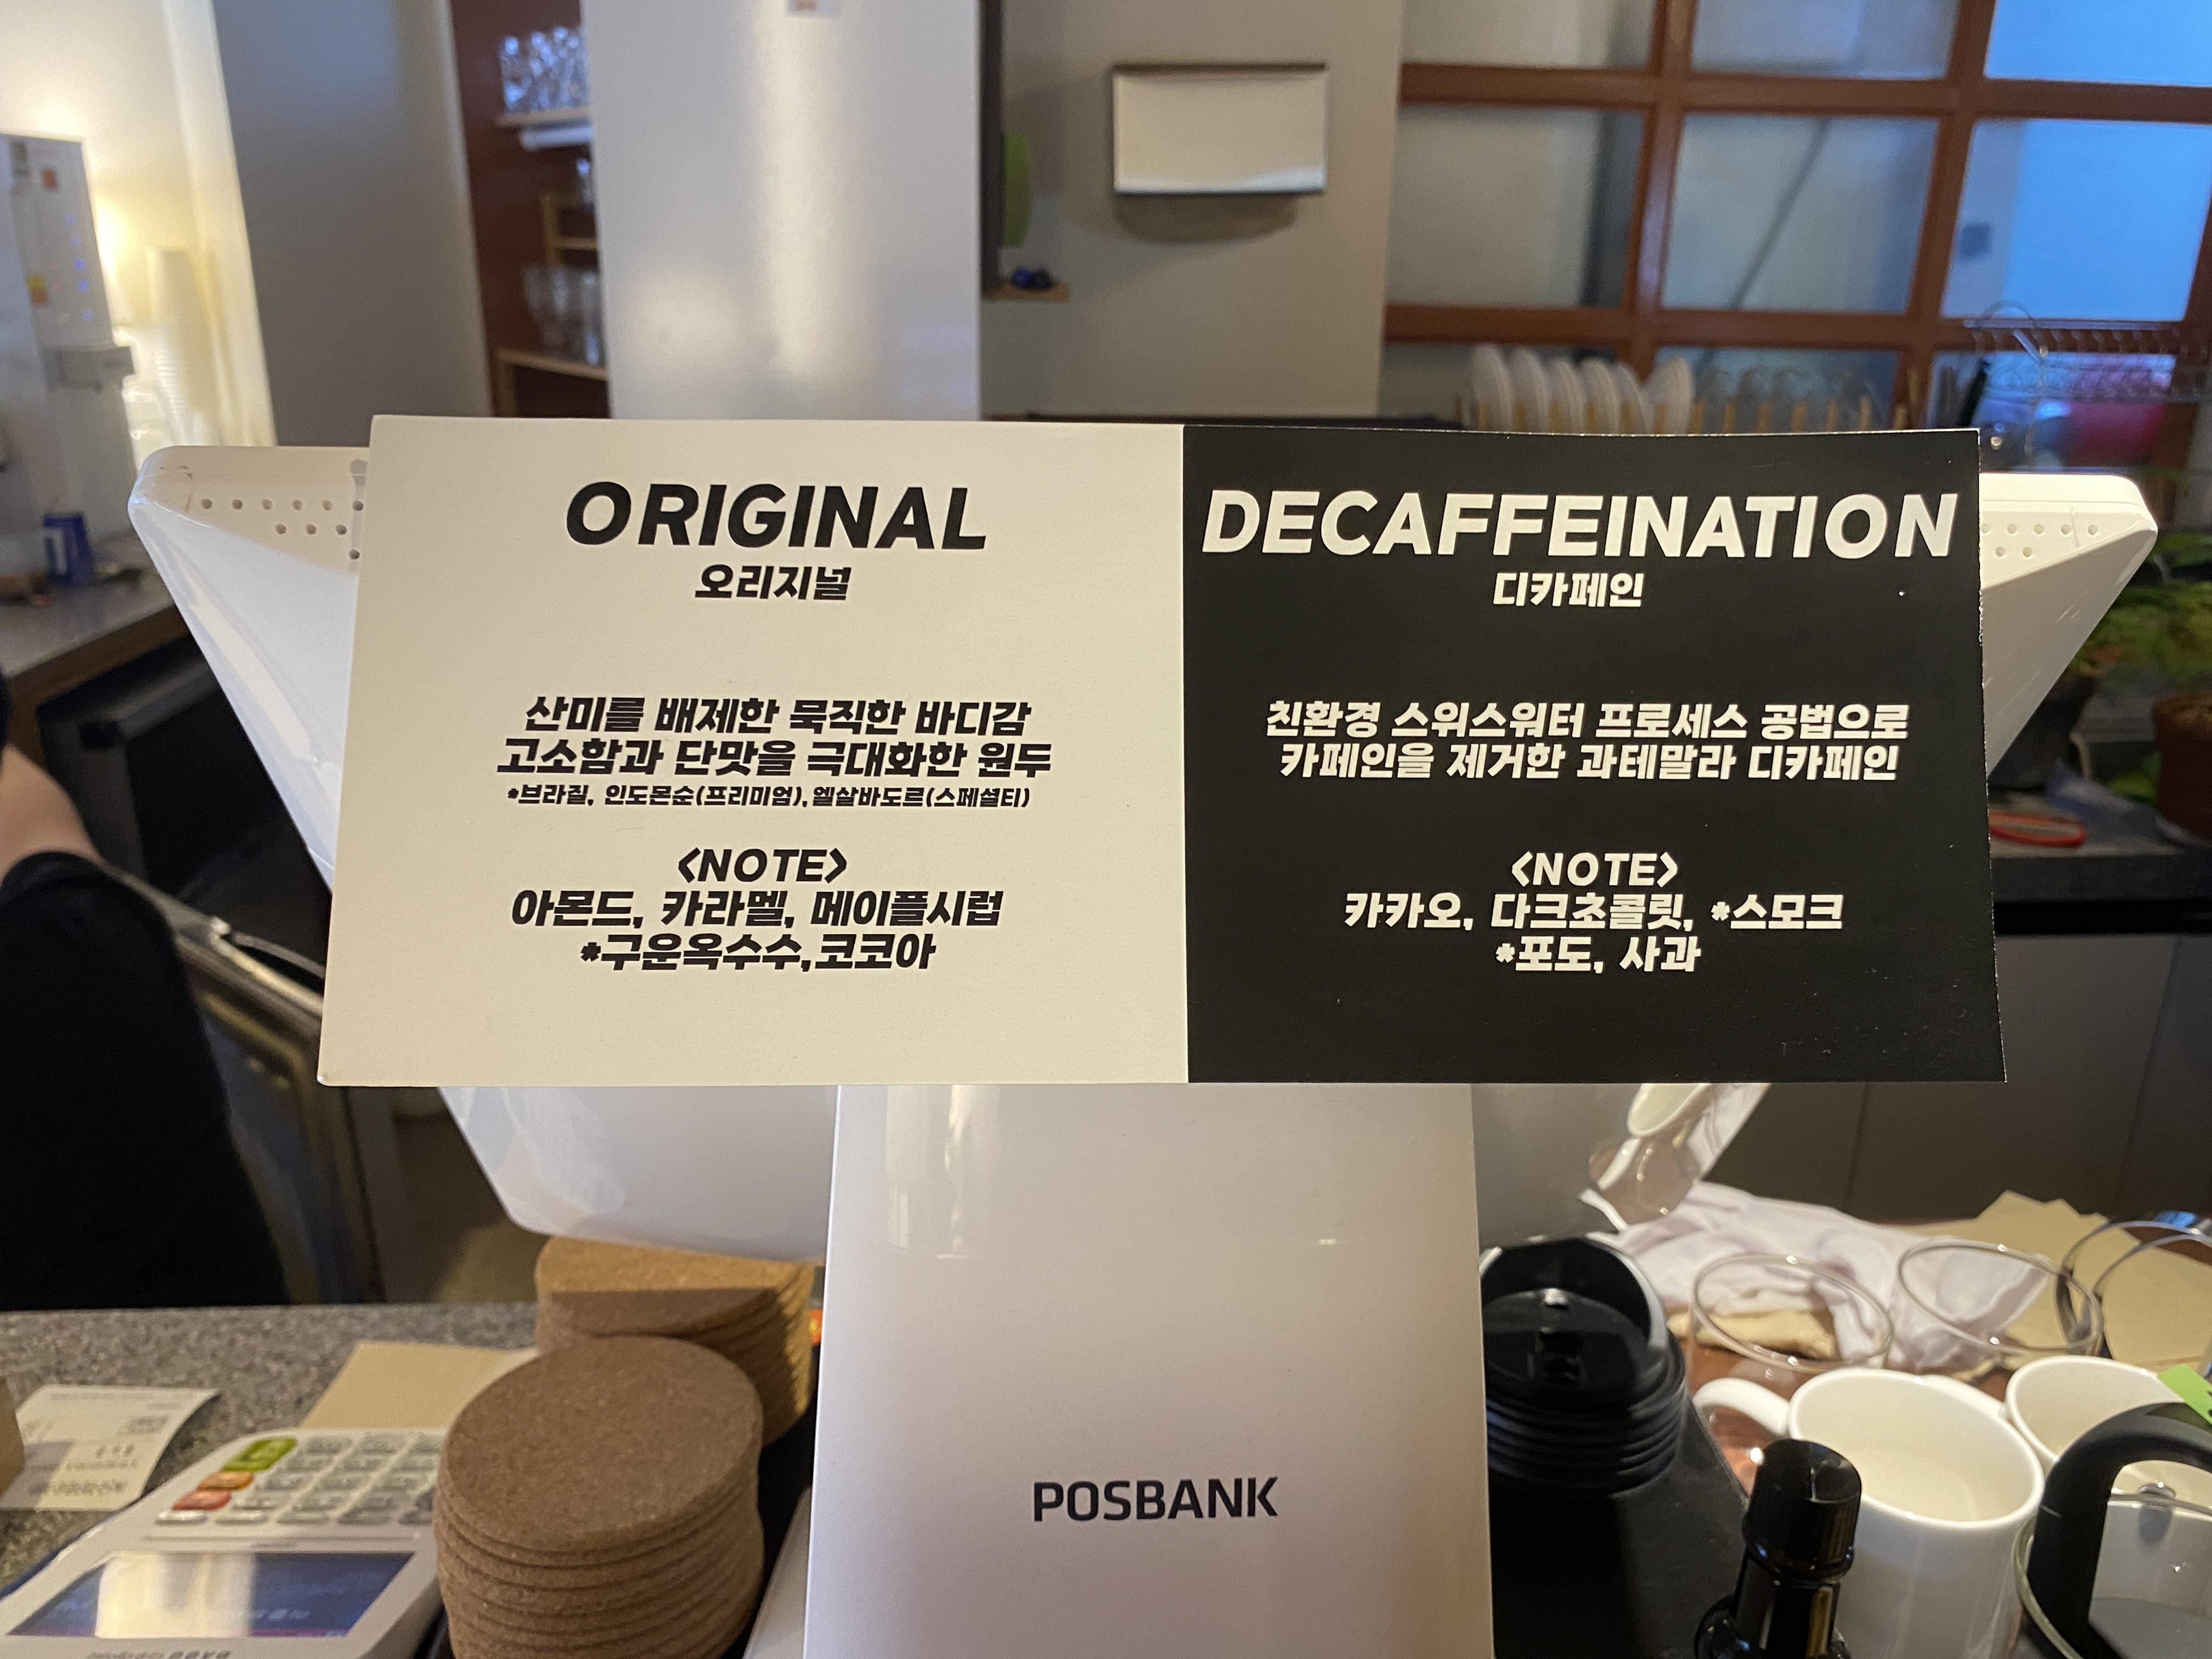 ORIGINAL
오리지널
산미를 배제한 묵직한 바디감
고소함과 단맛을 극대화한 원두
*브라질, 인도몬순(프리미엄),엘살바도르(스페셜티)
<NOTE>
아몬드, 카라멜, 메이플시럽
*구운옥수수,코코아
DECAFFEINATION
디카페인
친환경 스위스워터 프로세스 공법으로
카페인을 제거한 과테말라 디카페인
<NOTE>
카카오, 다크초콜릿, *스모크
*포도, 사과
POSBANK